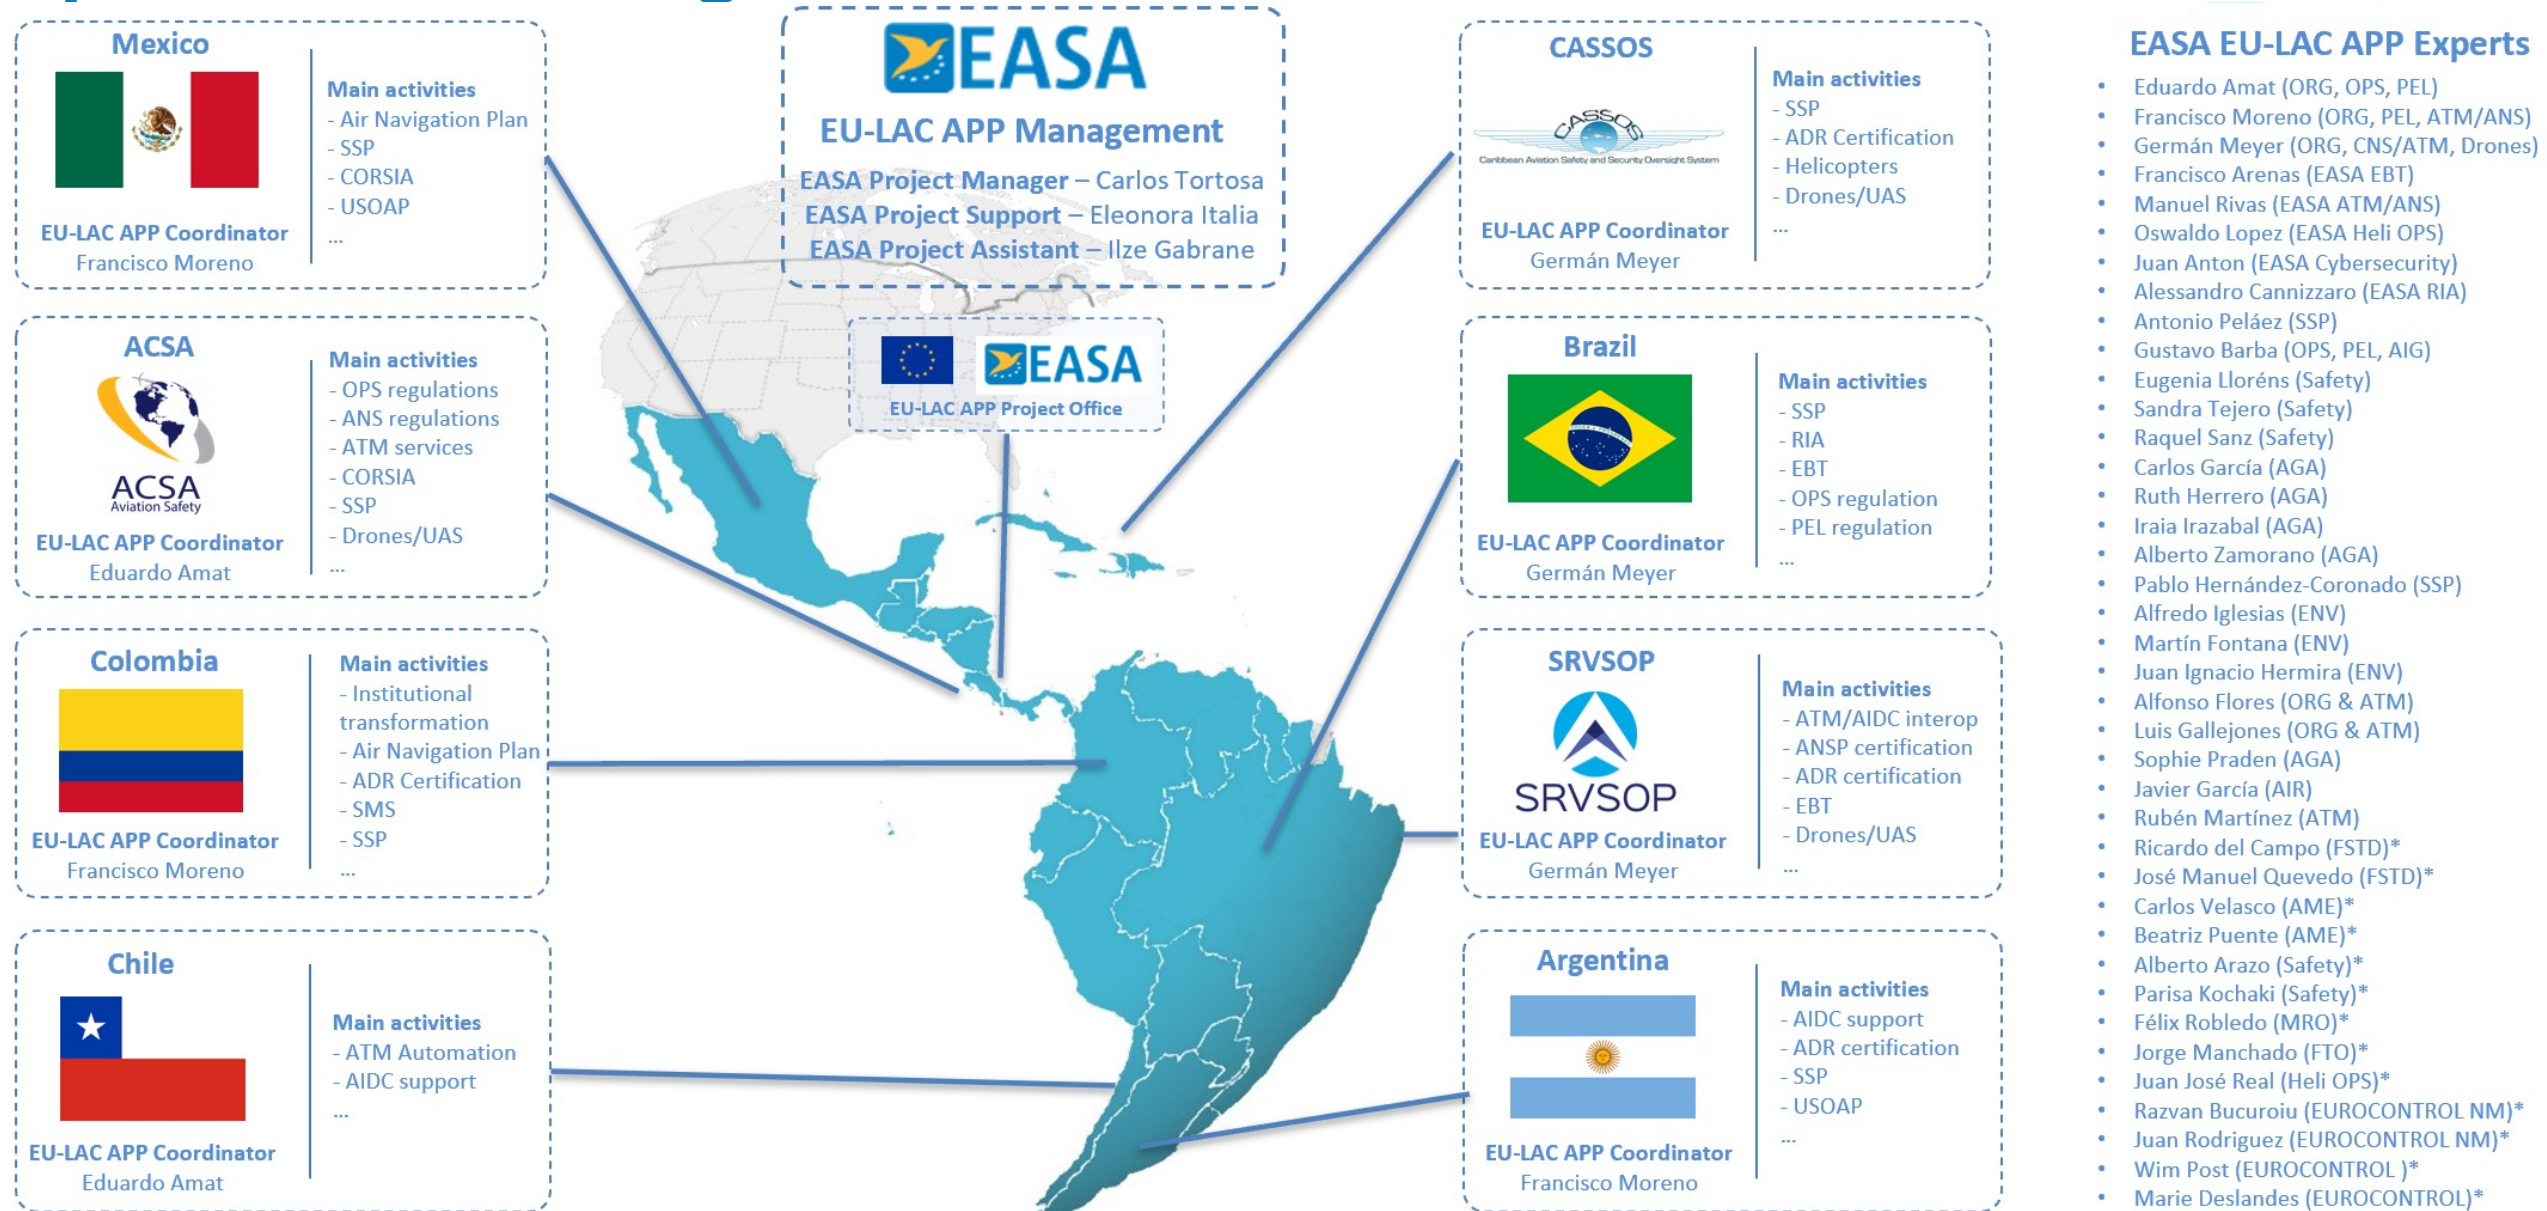 Mexico
Main activities
- Air Navigation Plan
- SSP
- CORSIA
- USOAP
...
EU-LAC APP Coordinator
Francisco Moreno
ACSA
ACSA
Aviation Safety
Main activities
- OPS regulations
- ANS regulations
- ATM services
- CORSIA
- SSP
- Drones/UAS
...
EU-LAC APP Coordinator
Eduardo Amat
Colombia
Main activities
- Institutional
transformation
- Air Navigation Plan
- ADR Certification
- SMS
- SSP
...
EU-LAC APP Coordinator
Francisco Moreno
Chile
Main activities
- ATM Automation
- AIDC support
...
EU-LAC APP Coordinator
Eduardo Amat
EASA
EU-LAC APP Management
EASA Project Manager – Carlos Tortosa
EASA Project Support – Eleonora Italia
EASA Project Assistant – Ilze Gabrane
EASA
EU-LAC APP Project Office
CASSOS
CASSOS
Caribbean Aviation Safety and Security Oversight System
Main activities
- SSP
- ADR Certification
- Helicopters
- Drones/UAS
...
EU-LAC APP Coordinator
Germán Meyer
Brazil
Main activities
- SSP
- RIA
- EBT
- OPS regulation
- PEL regulation
...
EU-LAC APP Coordinator
Germán Meyer
SRVSOP
SRVSOP
Main activities
- ATM/AIDC interop
- ANSP certification
- ADR certification
- EBT
- Drones/UAS
...
EU-LAC APP Coordinator
Germán Meyer
Argentina
Main activities
- AIDC support
- ADR certification
- SSP
- USOAP
...
EU-LAC APP Coordinator
Francisco Moreno
EASA EU-LAC APP Experts
• Eduardo Amat (ORG, OPS, PEL)
• Francisco Moreno (ORG, PEL, ATM/ANS)
• Germán Meyer (ORG, CNS/ATM, Drones)
• Francisco Arenas (EASA EBT)
• Manuel Rivas (EASA ATM/ANS)
• Oswaldo Lopez (EASA Heli OPS)
• Juan Anton (EASA Cybersecurity)
• Alessandro Cannizzaro (EASA RIA)
• Antonio Peláez (SSP)
• Gustavo Barba (OPS, PEL, AIG)
• Eugenia Lloréns (Safety)
• Sandra Tejero (Safety)
• Raquel Sanz (Safety)
• Carlos García (AGA)
• Ruth Herrero (AGA)
• Iraia Irazabal (AGA)
• Alberto Zamorano (AGA)
• Pablo Hernández-Coronado (SSP)
• Alfredo Iglesias (ENV)
• Martín Fontana (ENV)
• Juan Ignacio Hermira (ENV)
• Alfonso Flores (ORG & ATM)
• Luis Gallejones (ORG & ATM)
• Sophie Praden (AGA)
• Javier García (AIR)
• Rubén Martínez (ATM)
• Ricardo del Campo (FSTD)*
• José Manuel Quevedo (FSTD)*
• Carlos Velasco (AME)*
• Beatriz Puente (AME)*
• Alberto Arazo (Safety)*
• Parisa Kochaki (Safety)*
• Félix Robledo (MRO)*
• Jorge Manchado (FTO)*
• Juan José Real (Heli OPS)*
• Razvan Bucuroiu (EUROCONTROL NM)*
• Juan Rodriguez (EUROCONTROL NM)*
• Wim Post (EUROCONTROL )*
• Marie Deslandes (EUROCONTROL)*